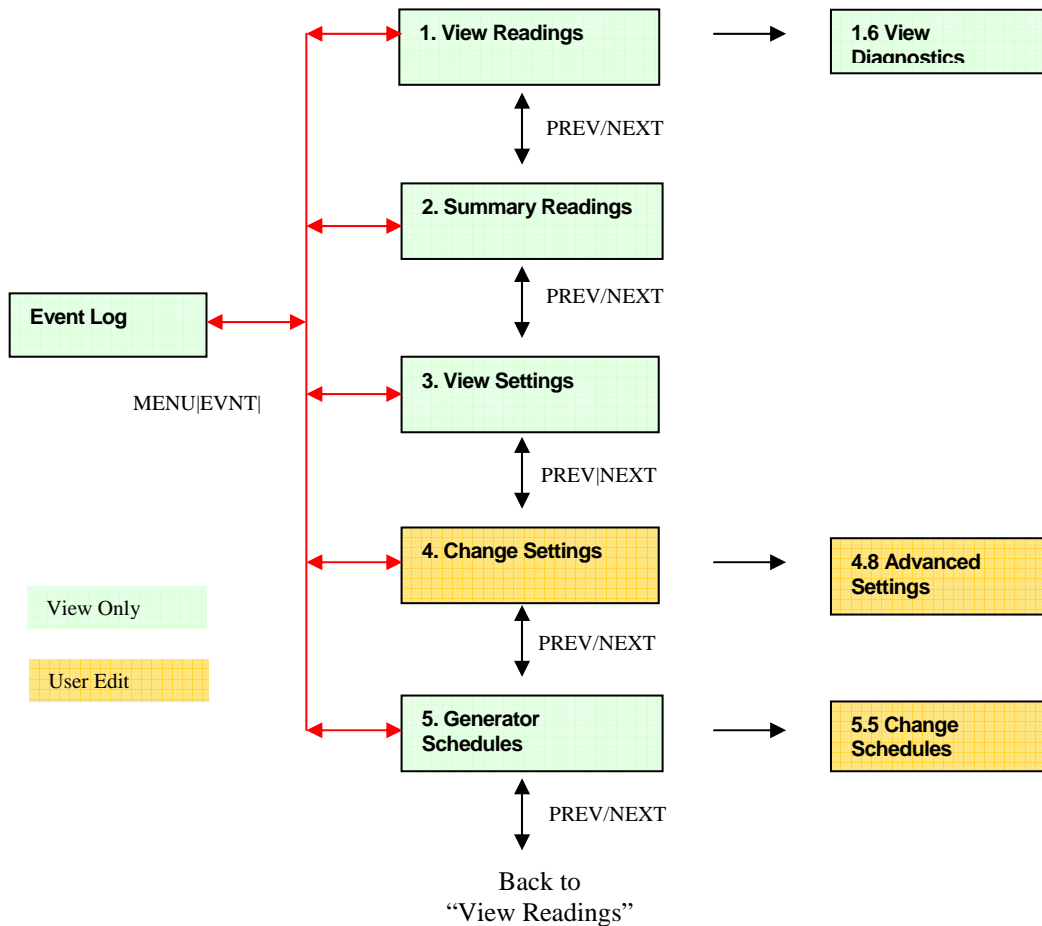 1. View Readings
1.6 View
Diagnostics
PREV/NEXT
2. Summary Readings
PREV/NEXT
Event Log
3. View Settings
MENU|EVNT|
PREV|NEXT
4. Change Settings
4.8 Advanced
Settings
View Only
PREV/NEXT
User Edit
5. Generator
Schedules
5.5 Change
Schedules
PREV/NEXT
Back to
“View Readings”